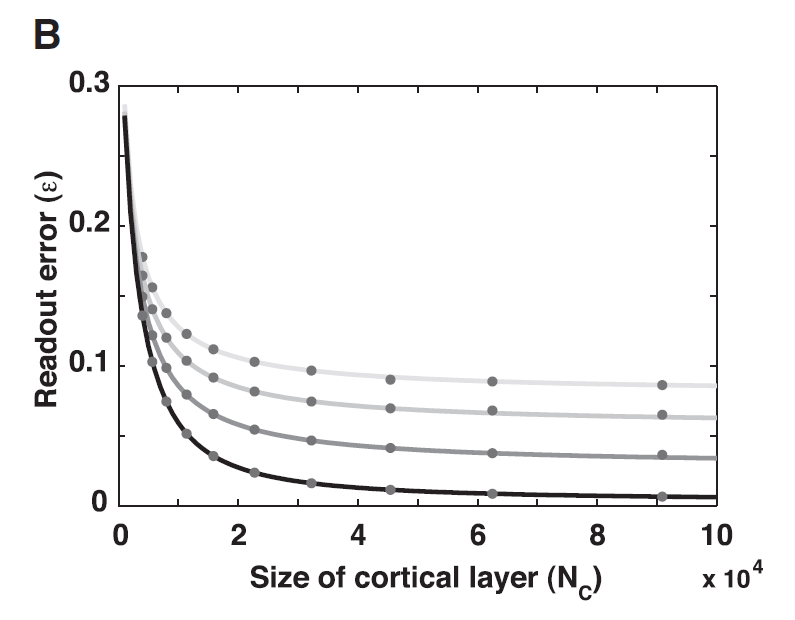 B
Readout error (ε)
0.3
0.2
0.1
0
0 2 4 6 8 10
x 10^4
Size of cortical layer (N_C)